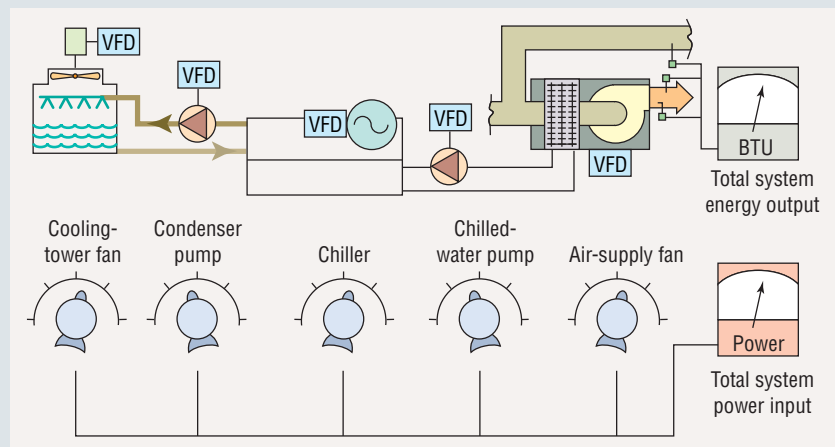 VFD
VFD
VFD
VFD
VFD
BTU
Total system
energy output
Cooling-
tower fan
Condenser
pump
Chiller
Chilled-
water pump
Air-supply fan
Power
Total system
power input